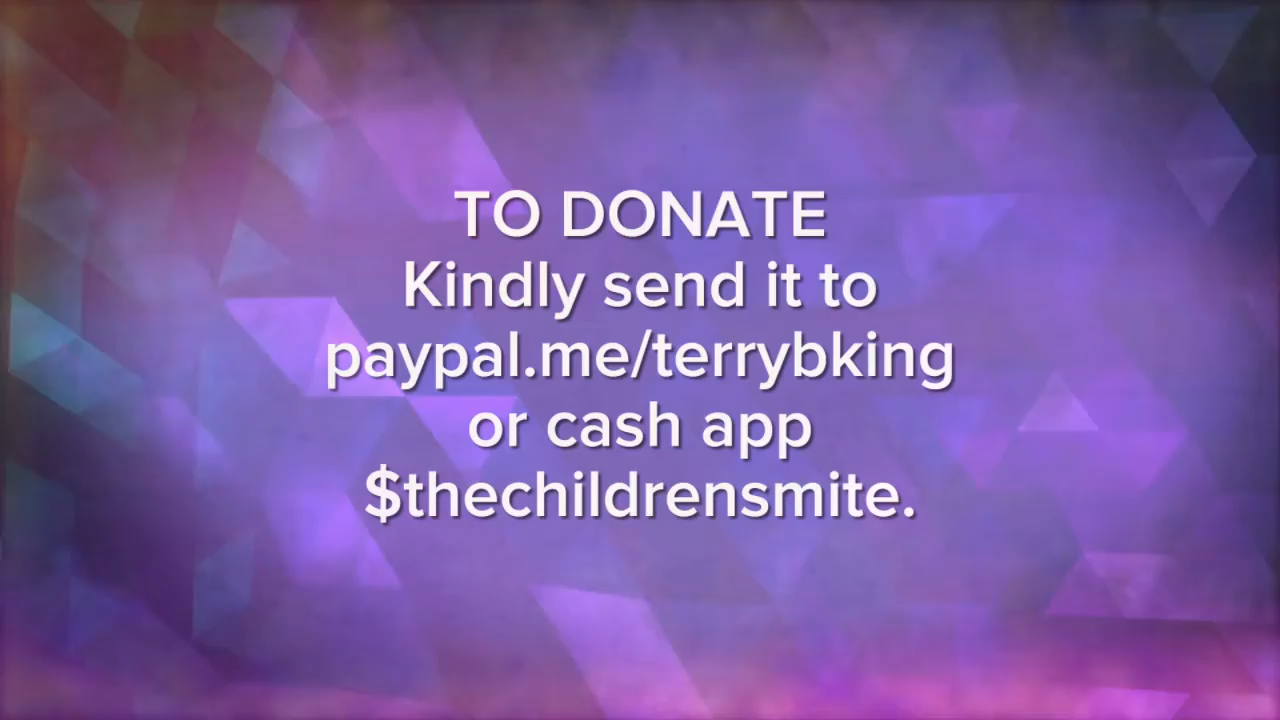 TO DONATE
Kindly send it to
paypal.me/terrybking
or cash app
$thechildrensmite.